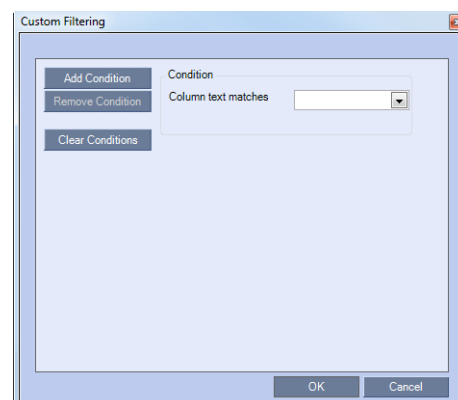 Custom Filtering
Add Condition
Remove Condition
Clear Conditions
Condition
Column text matches
OK
Cancel